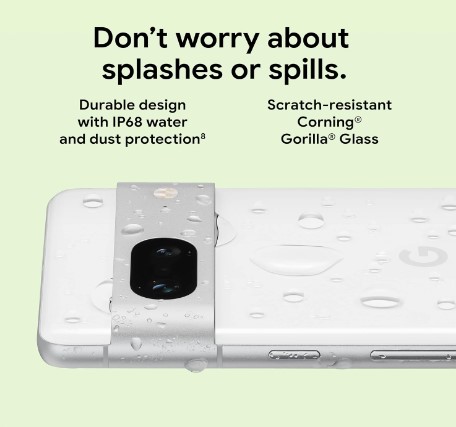 Don't worry about
splashes or spills.
Durable design
with IP68 water
and dust protection⁸
Scratch-resistant
Corning®
Gorilla® Glass
G